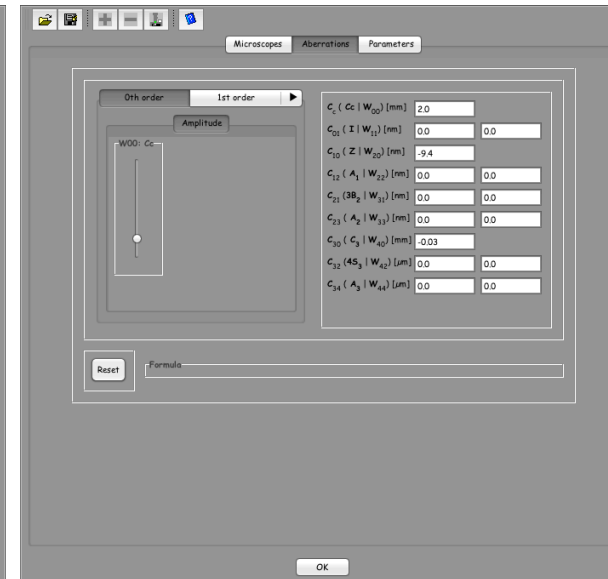 Microscopes Aberrations Parameters
0th order 1st order
Amplitude
W00: Cc
C_c ( Cc | W_00) [mm] 2.0
C_01 ( I | W_11) [nm] 0.0 0.0
C_10 ( Z | W_20) [nm] -9.4
C_12 ( A_1 | W_22) [nm] 0.0 0.0
C_21 (3B_2 | W_31) [nm] 0.0 0.0
C_23 ( A_2 | W_33) [nm] 0.0 0.0
C_30 ( C_3 | W_40) [mm] -0.03
C_32 (4S_3 | W_42) [μm] 0.0 0.0
C_34 ( A_3 | W_44) [μm] 0.0 0.0
Reset
Formula
OK